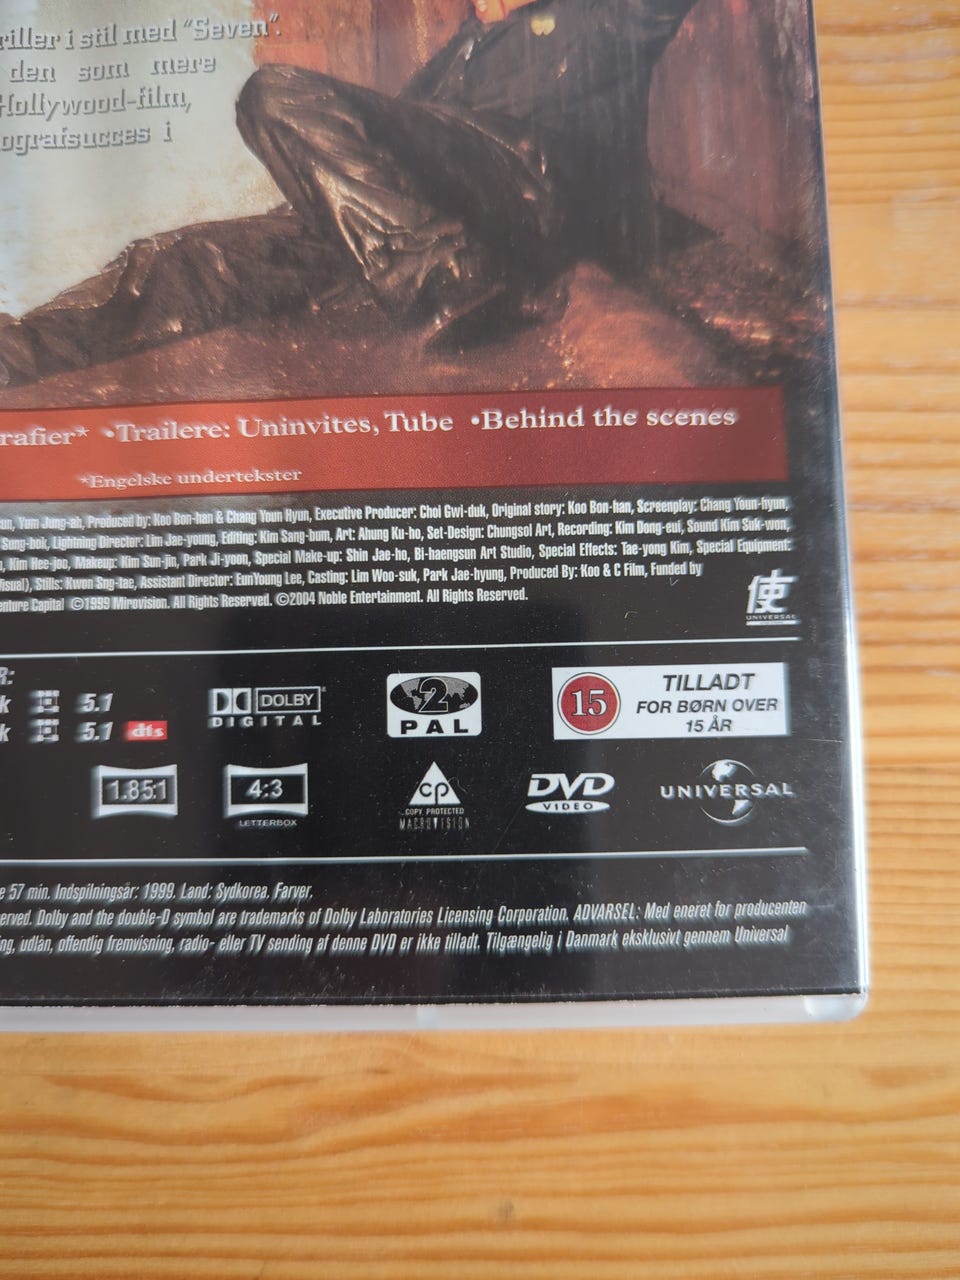 riller i stil med "Seven".
den som mere
Hollywood-film,
ografsucces i
rafier* •Trailere: Uninvites, Tube •Behind the scenes
*Engelske undertekster
un, Yum Jung-ah, Produced by: Koo Bon-han & Chang Youn Hyun, Executive Producer: Choi Gwi-duk, Original story: Koo Bon-han, Screenplay: Chang Youn-hyun,
Sung-bok, Lightning Director: Lim Jae-young, Editing: Kim Sang-bum, Art: Ahung Ku-ho, Set-Design: Chungsol Art, Recording: Kim Dong-eui, Sound Kim Suk-won,
, Kim Hee-joo, Makeup: Kim Sun-jin, Park Ji-yoon, Special Make-up: Shin Jae-ho, Bi-haengsun Art Studio, Special Effects: Tae-yong Kim, Special Equipment:
isual), Stills: Kwon Sng-tae, Assistant Director: EunYoung Lee, Casting: Lim Woo-suk, Park Jae-hyung, Produced By: Koo & C Film, Funded by
enture Capital ©1999 Mirovision. All Rights Reserved. ©2004 Noble Entertainment. All Rights Reserved.
使
UNIVERSAL
R:
k 5.1
k 5.1 dts
DOLBY
DIGITAL
2
PAL
15
TILLADT
FOR BØRN OVER
15 ÅR
1.85:1
4:3
LETTERBOX
CP
COPY PROTECTED
MACROVISION
DVD
VIDEO
UNIVERSAL
e 57 min. Indspilningsår: 1999. Land: Sydkorea. Farver.
erved. Dolby and the double-D symbol are trademarks of Dolby Laboratories Licensing Corporation. ADVARSEL: Med eneret for producenten
ng, udlån, offentlig fremvisning, radio- eller TV sending af denne DVD er ikke tilladt. Tilgængelig i Danmark eksklusivt gennem Universal